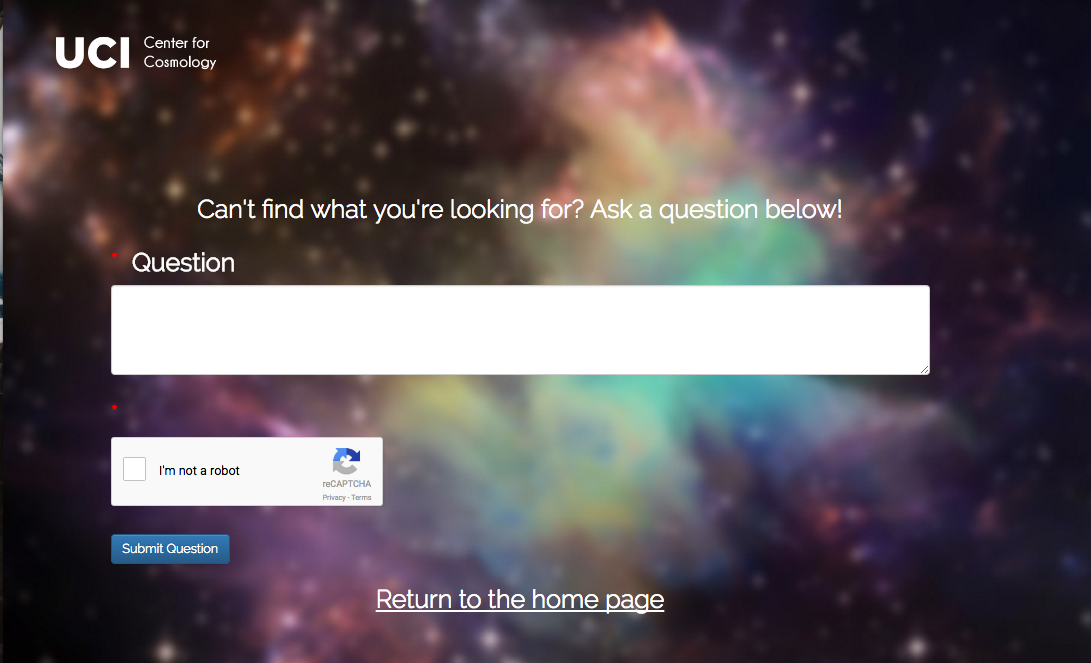 UCI Center for
Cosmology
Can't find what you're looking for? Ask a question below!
* Question
*
I'm not a robot
reCAPTCHA
Privacy - Terms
Submit Question
Return to the home page